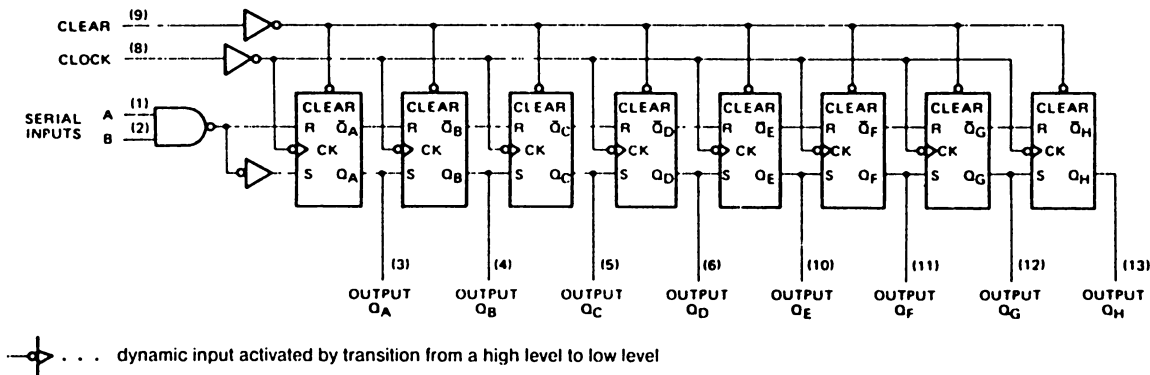 CLEAR (9)
CLOCK (8)
SERIAL INPUTS A (1)
B (2)
CLEAR CLEAR CLEAR CLEAR CLEAR CLEAR CLEAR CLEAR
R Q̄A R Q̄B R Q̄C R Q̄D R Q̄E R Q̄F R Q̄G R Q̄H
CK CK CK CK CK CK CK CK
S QA S QB S QC S QD S QE S QF S QG S QH
(3) (4) (5) (6) (10) (11) (12) (13)
OUTPUT OUTPUT OUTPUT OUTPUT OUTPUT OUTPUT OUTPUT OUTPUT
QA QB QC QD QE QF QG QH
. . . dynamic input activated by transition from a high level to low level